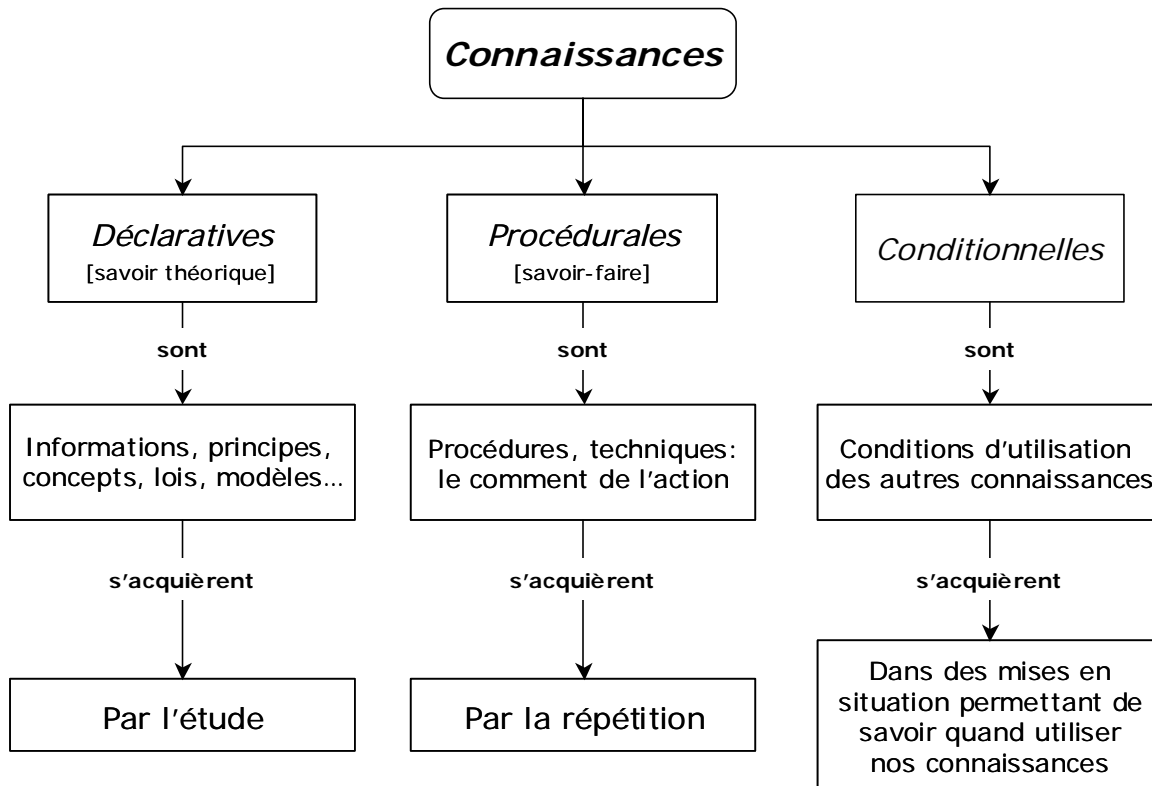 Connaissances
Déclaratives
[savoir théorique]
Procédurales
[savoir-faire]
Conditionnelles
sont
sont
sont
Informations, principes,
concepts, lois, modèles...
Procédures, techniques:
le comment de l'action
Conditions d'utilisation
des autres connaissances
s'acquièrent
s'acquièrent
s'acquièrent
Par l'étude
Par la répétition
Dans des mises en
situation permettant de
savoir quand utiliser
nos connaissances